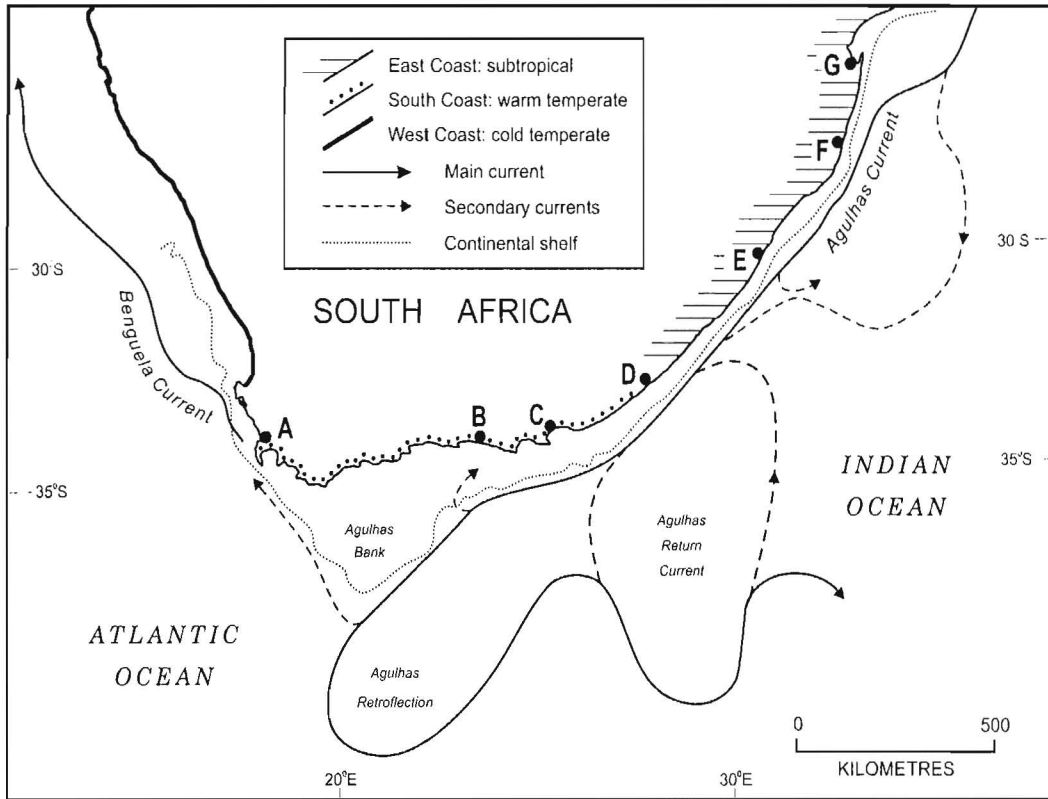 East Coast: subtropical
South Coast: warm temperate
West Coast: cold temperate
Main current
Secondary currents
Continental shelf
G
F
Agulhas Current
30 S
E
30°S
SOUTH AFRICA
Benguela Current
D
A
B
C
35°S
35°S
INDIAN
OCEAN
Agulhas
Bank
Agulhas
Return
Current
ATLANTIC
OCEAN
Agulhas
Retroflection
0
500
KILOMETRES
20°E
30°E